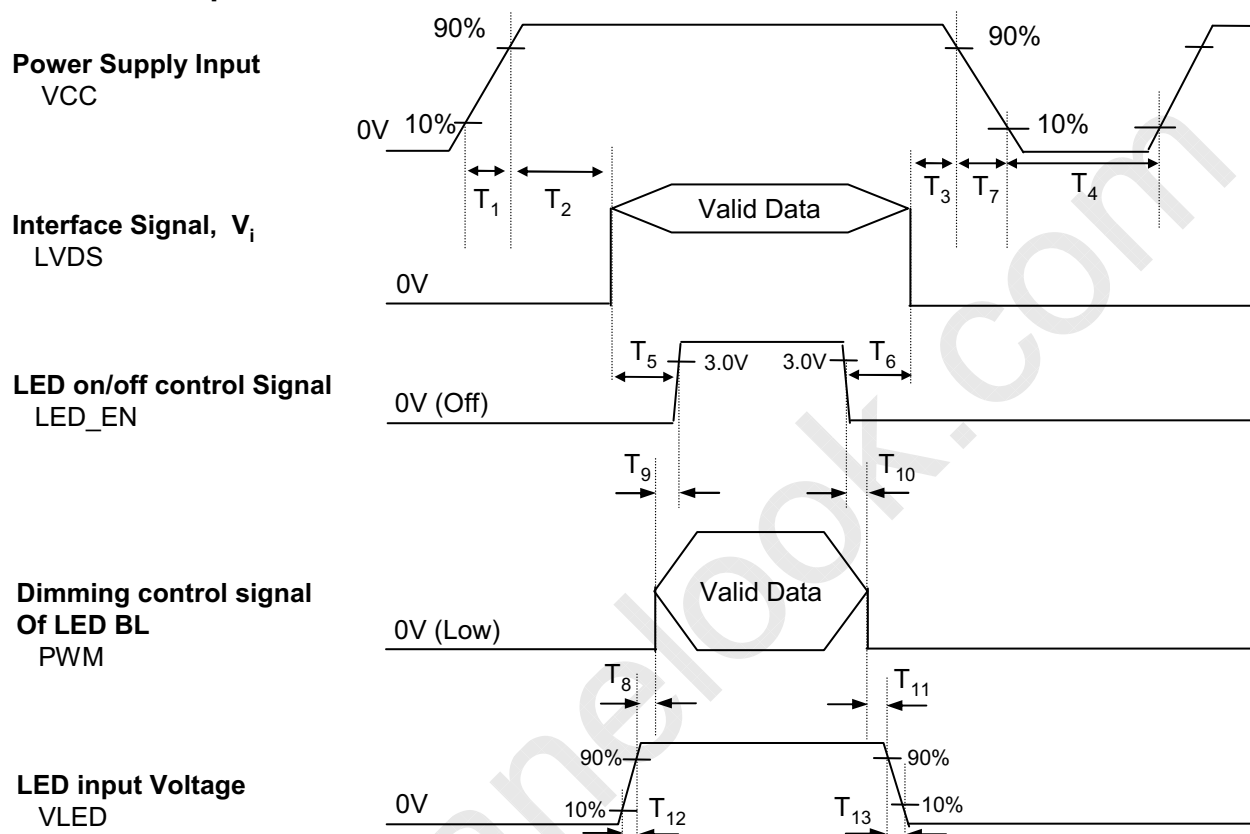 90%
90%
Power Supply Input
VCC
0V
10%
10%
T1
T2
T3
T7
T4
Valid Data
Interface Signal, Vi
LVDS
0V
T5
3.0V
3.0V
T6
LED on/off control Signal
LED_EN
0V (Off)
T9
T10
Dimming control signal
Of LED BL
PWM
Valid Data
0V (Low)
T8
T11
90%
90%
LED input Voltage
VLED
0V
10%
T12
T13
10%
anelook.com